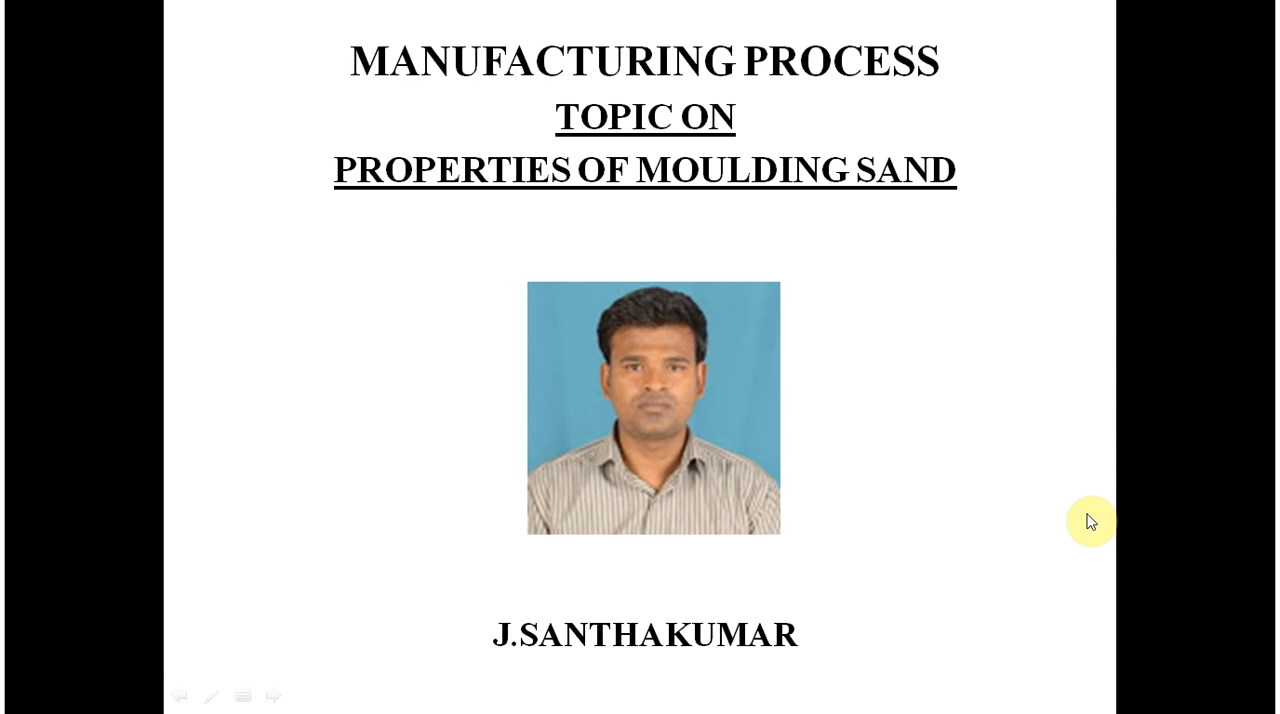 MANUFACTURING PROCESS
TOPIC ON
PROPERTIES OF MOULDING SAND
J.SANTHAKUMAR